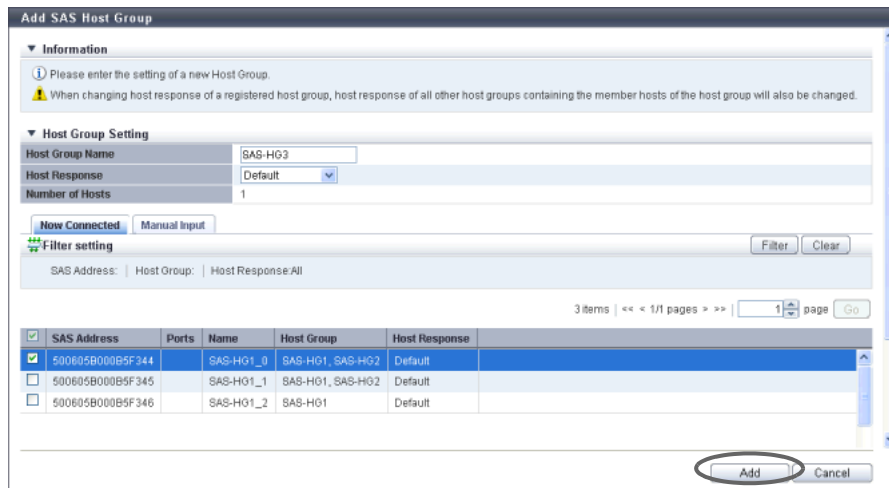 Add SAS Host Group
Information
Please enter the setting of a new Host Group.
When changing host response of a registered host group, host response of all other host groups containing the member hosts of the host group will also be changed.
Host Group Setting
Host Group Name SAS-HG3
Host Response Default
Number of Hosts 1
Now Connected Manual Input
Filter setting Filter Clear
SAS Address: | Host Group: | Host Response:All
3 items | << < 1/1 pages > >> | 1 page Go
SAS Address Ports Name Host Group Host Response
500605B000B5F344 SAS-HG1_0 SAS-HG1, SAS-HG2 Default
500605B000B5F345 SAS-HG1_1 SAS-HG1, SAS-HG2 Default
500605B000B5F346 SAS-HG1_2 SAS-HG1 Default
Add Cancel